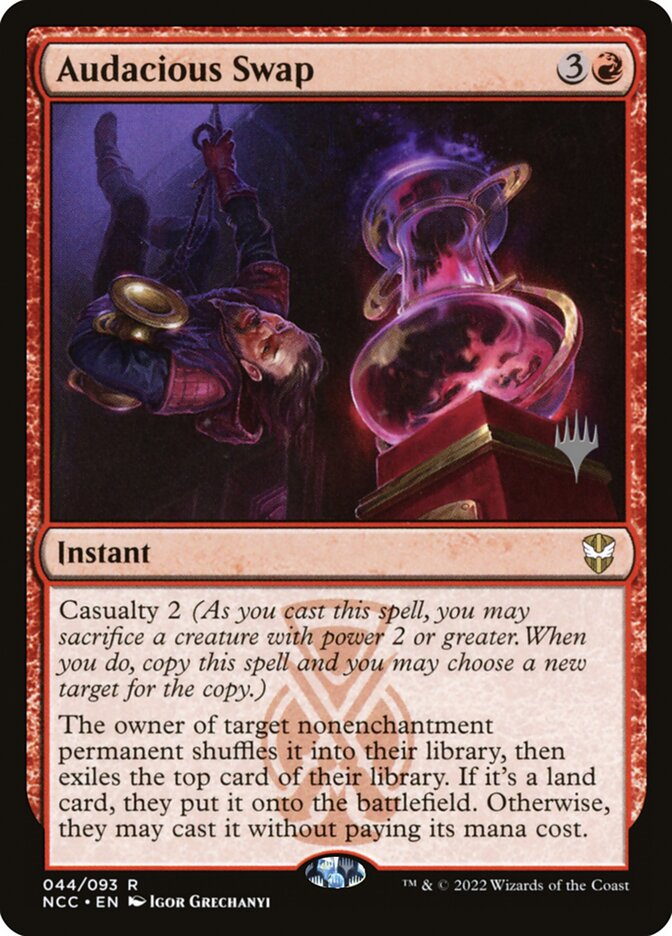 Audacious Swap 3
Instant
Casualty 2 (As you cast this spell, you may
sacrifice a creature with power 2 or greater. When
you do, copy this spell and you may choose a new
target for the copy.)
The owner of target nonenchantment
permanent shuffles it into their library, then
exiles the top card of their library. If it's a land
card, they put it onto the battlefield. Otherwise,
they may cast it without paying its mana cost.
044/093 R
NCC • EN Igor Grechanyi
™ & © 2022 Wizards of the Coast